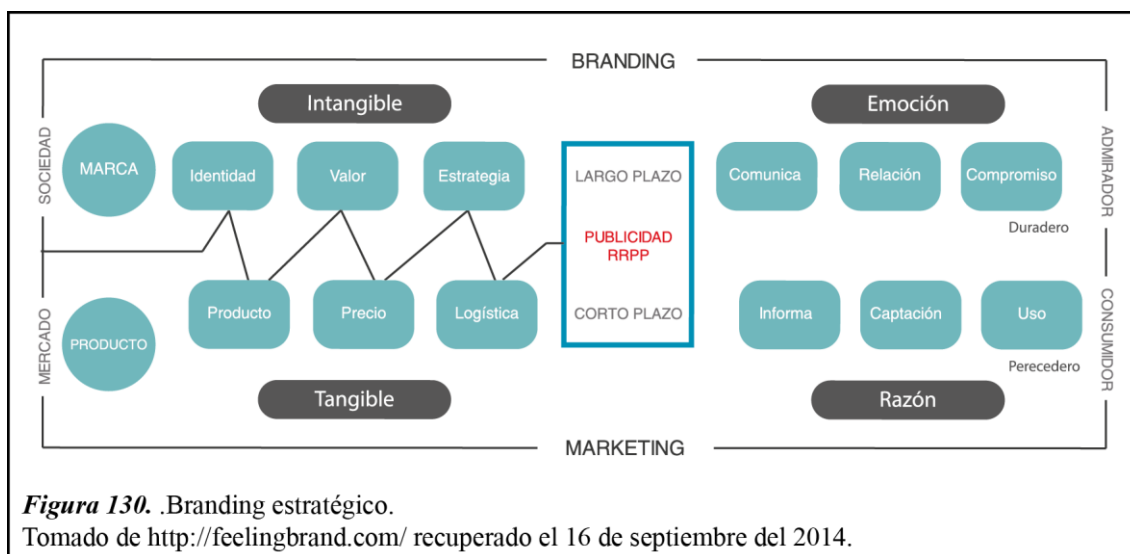 BRANDING
Intangible
Emoción
SOCIEDAD
MARCA
Identidad
Valor
Estrategia
LARGO PLAZO
Comunica
Relación
Compromiso
ADMIRADOR
Duradero
PUBLICIDAD
RRPP
MERCADO
PRODUCTO
Producto
Precio
Logística
CORTO PLAZO
Informa
Captación
Uso
CONSUMIDOR
Perecedero
Tangible
Razón
MARKETING
Figura 130. .Branding estratégico.
Tomado de http://feelingbrand.com/ recuperado el 16 de septiembre del 2014.